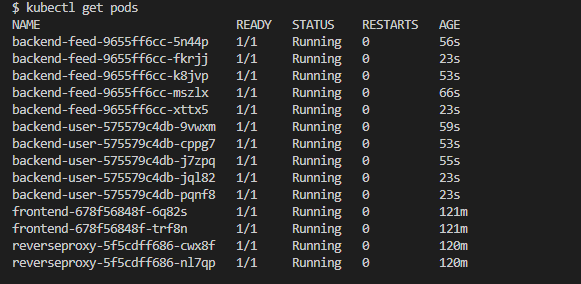 $ kubectl get pods
NAME READY STATUS RESTARTS AGE
backend-feed-9655ff6cc-5n44p 1/1 Running 0 56s
backend-feed-9655ff6cc-fkrjj 1/1 Running 0 23s
backend-feed-9655ff6cc-k8jvp 1/1 Running 0 53s
backend-feed-9655ff6cc-mszlx 1/1 Running 0 66s
backend-feed-9655ff6cc-xttx5 1/1 Running 0 23s
backend-user-575579c4db-9vwxm 1/1 Running 0 59s
backend-user-575579c4db-cppg7 1/1 Running 0 53s
backend-user-575579c4db-j7zpq 1/1 Running 0 55s
backend-user-575579c4db-jql82 1/1 Running 0 23s
backend-user-575579c4db-pqnf8 1/1 Running 0 23s
frontend-678f56848f-6q82s 1/1 Running 0 121m
frontend-678f56848f-trf8n 1/1 Running 0 121m
reverseproxy-5f5cdff686-cwx8f 1/1 Running 0 120m
reverseproxy-5f5cdff686-nl7qp 1/1 Running 0 120m